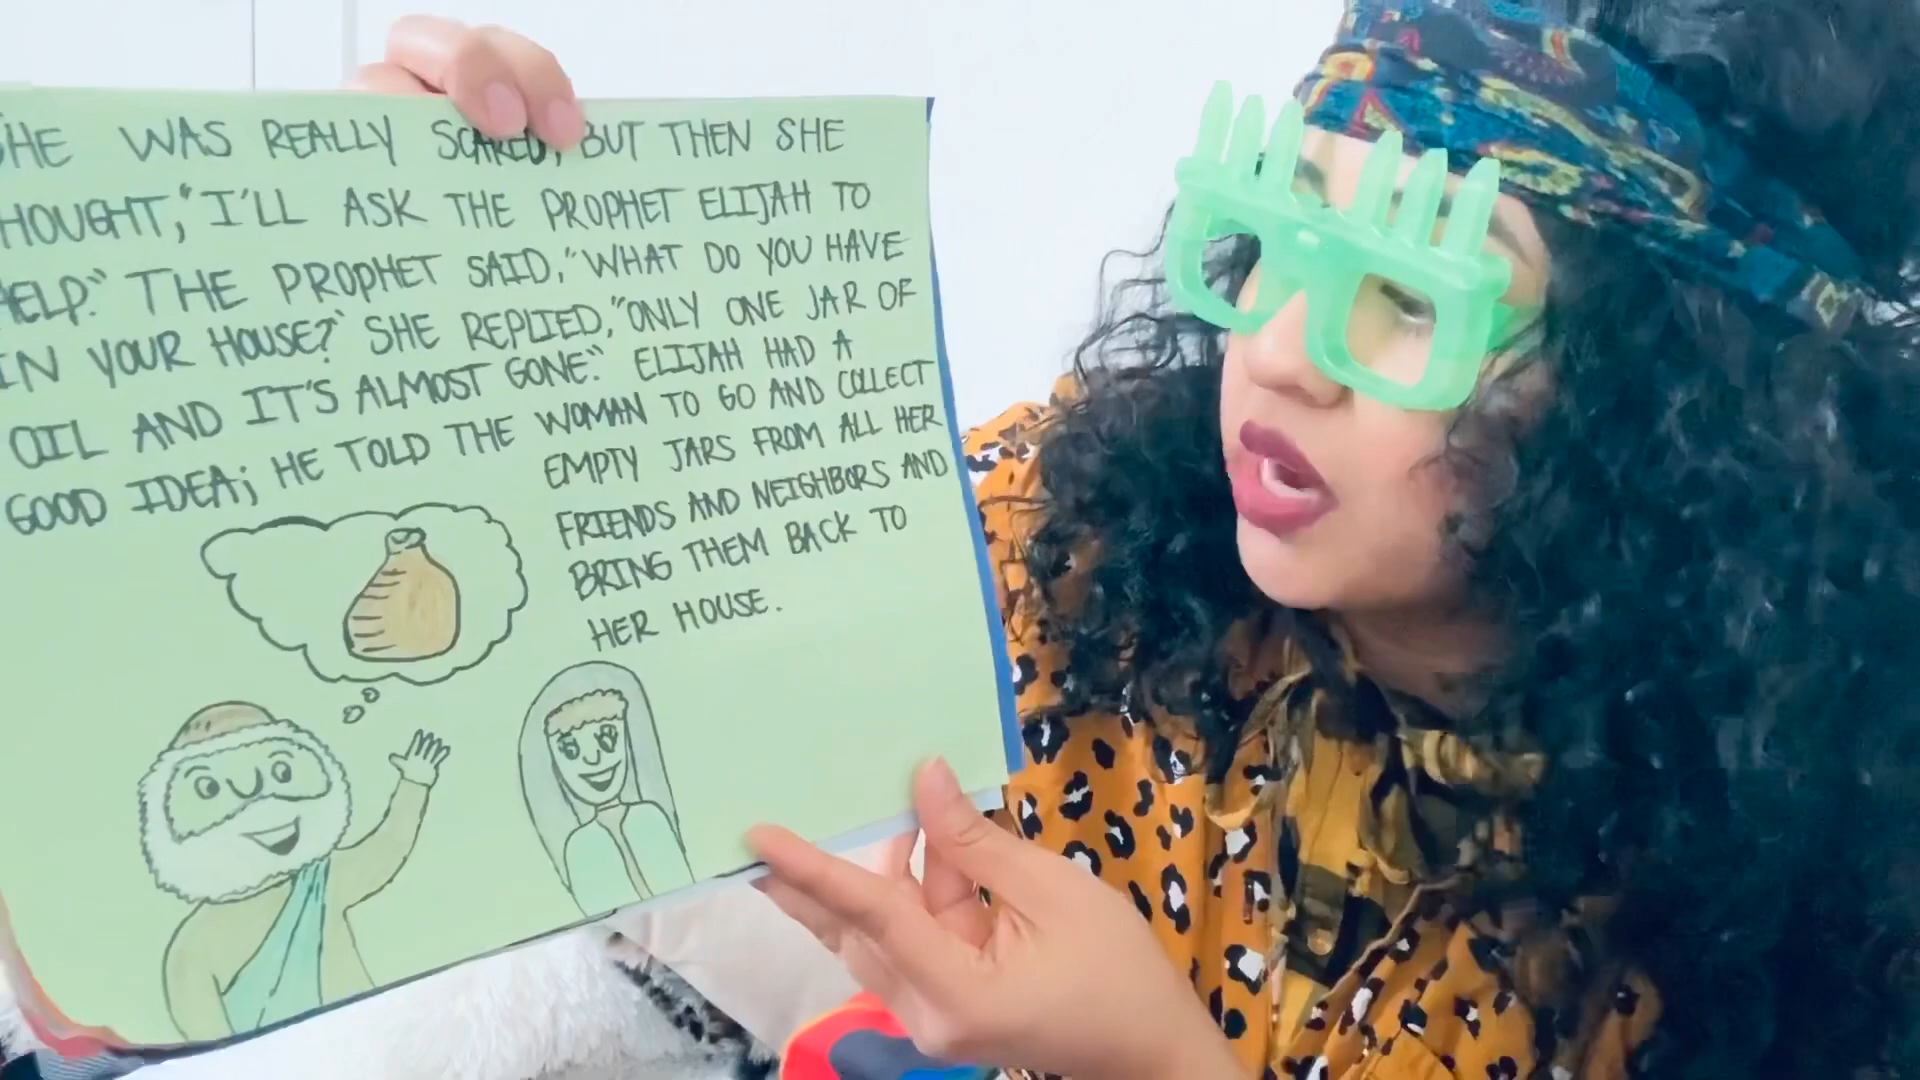 SHE WAS REALLY SCARED, BUT THEN SHE
THOUGHT, "I'LL ASK THE PROPHET ELIJAH TO
HELP." THE PROPHET SAID, "WHAT DO YOU HAVE
IN YOUR HOUSE?" SHE REPLIED, "ONLY ONE JAR OF
OIL AND IT'S ALMOST GONE." ELIJAH HAD A
GOOD IDEA; HE TOLD THE WOMAN TO GO AND COLLECT
EMPTY JARS FROM ALL HER
FRIENDS AND NEIGHBORS AND
BRING THEM BACK TO
HER HOUSE.